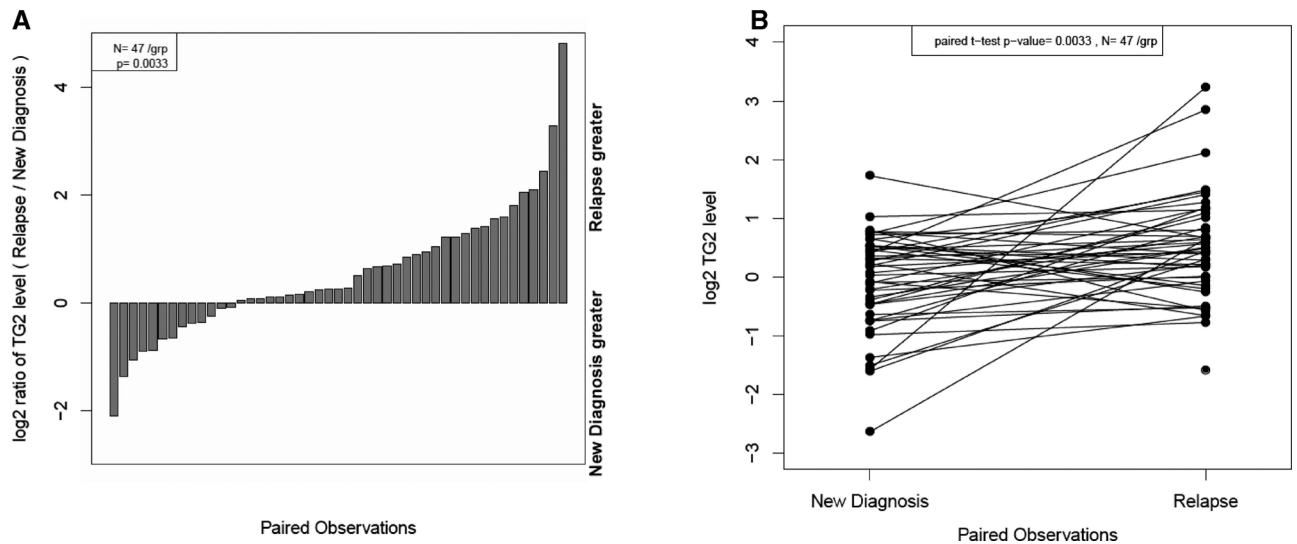 A
N= 47 /grp
p= 0.0033
log2 ratio of TG2 level ( Relapse / New Diagnosis )
4
2
0
−2
New Diagnosis greater
Relapse greater
Paired Observations
B
paired t−test p−value= 0.0033 , N= 47 /grp
log2 TG2 level
4
3
2
1
0
−1
−2
−3
New Diagnosis
Relapse
Paired Observations